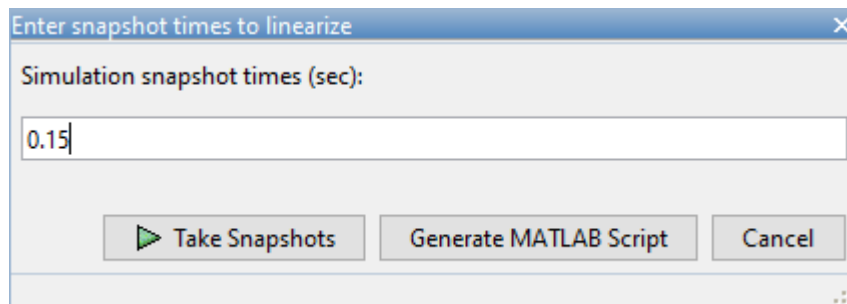 Enter snapshot times to linearize
Simulation snapshot times (sec):
0.15
Take Snapshots Generate MATLAB Script Cancel